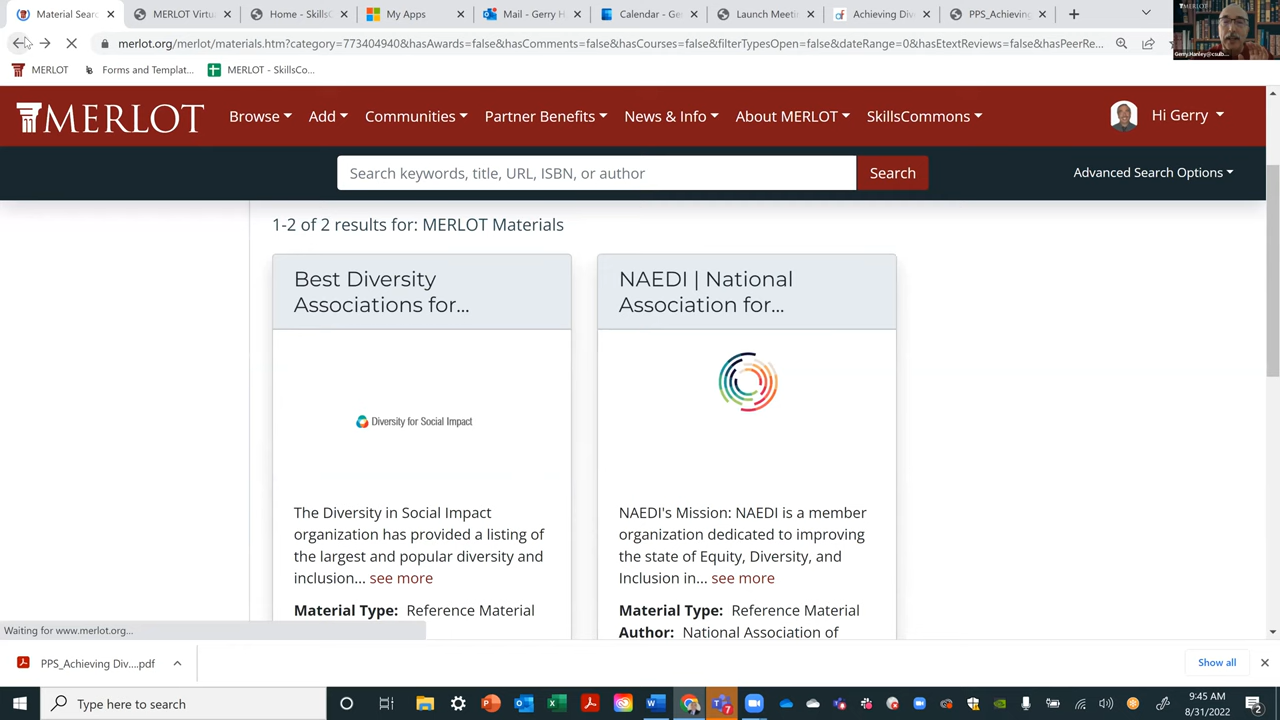 Material Sear
MERLOT Virtu
Home - SkillsC
My Apps
Mail - Gerry H
Calendar - Ge
Launch Meeti
Achieving Div
PPS_Achieving
MERLOT
merlot.org/merlot/materials.htm?category=773404940&hasAwards=false&hasComments=false&hasCourses=false&filterTypesOpen=false&dateRange=0&hasEtextReviews=false&hasPeerRe...
Gerry.Hanley@csulb....
MERLOT
Forms and Templat...
MERLOT - SkillsCo...
MERLOT
Browse
Add
Communities
Partner Benefits
News & Info
About MERLOT
SkillsCommons
Hi Gerry
Search keywords, title, URL, ISBN, or author
Search
Advanced Search Options
1-2 of 2 results for: MERLOT Materials
Best Diversity
Associations for...
Diversity for Social Impact
The Diversity in Social Impact
organization has provided a listing of
the largest and popular diversity and
inclusion... see more
Material Type: Reference Material
NAEDI | National
Association for...
NAEDI's Mission: NAEDI is a member
organization dedicated to improving
the state of Equity, Diversity, and
Inclusion in... see more
Material Type: Reference Material
Author: National Association of
Waiting for www.merlot.org...
PPS_Achieving Div....pdf
Show all
Type here to search
7
9:45 AM
8/31/2022
2